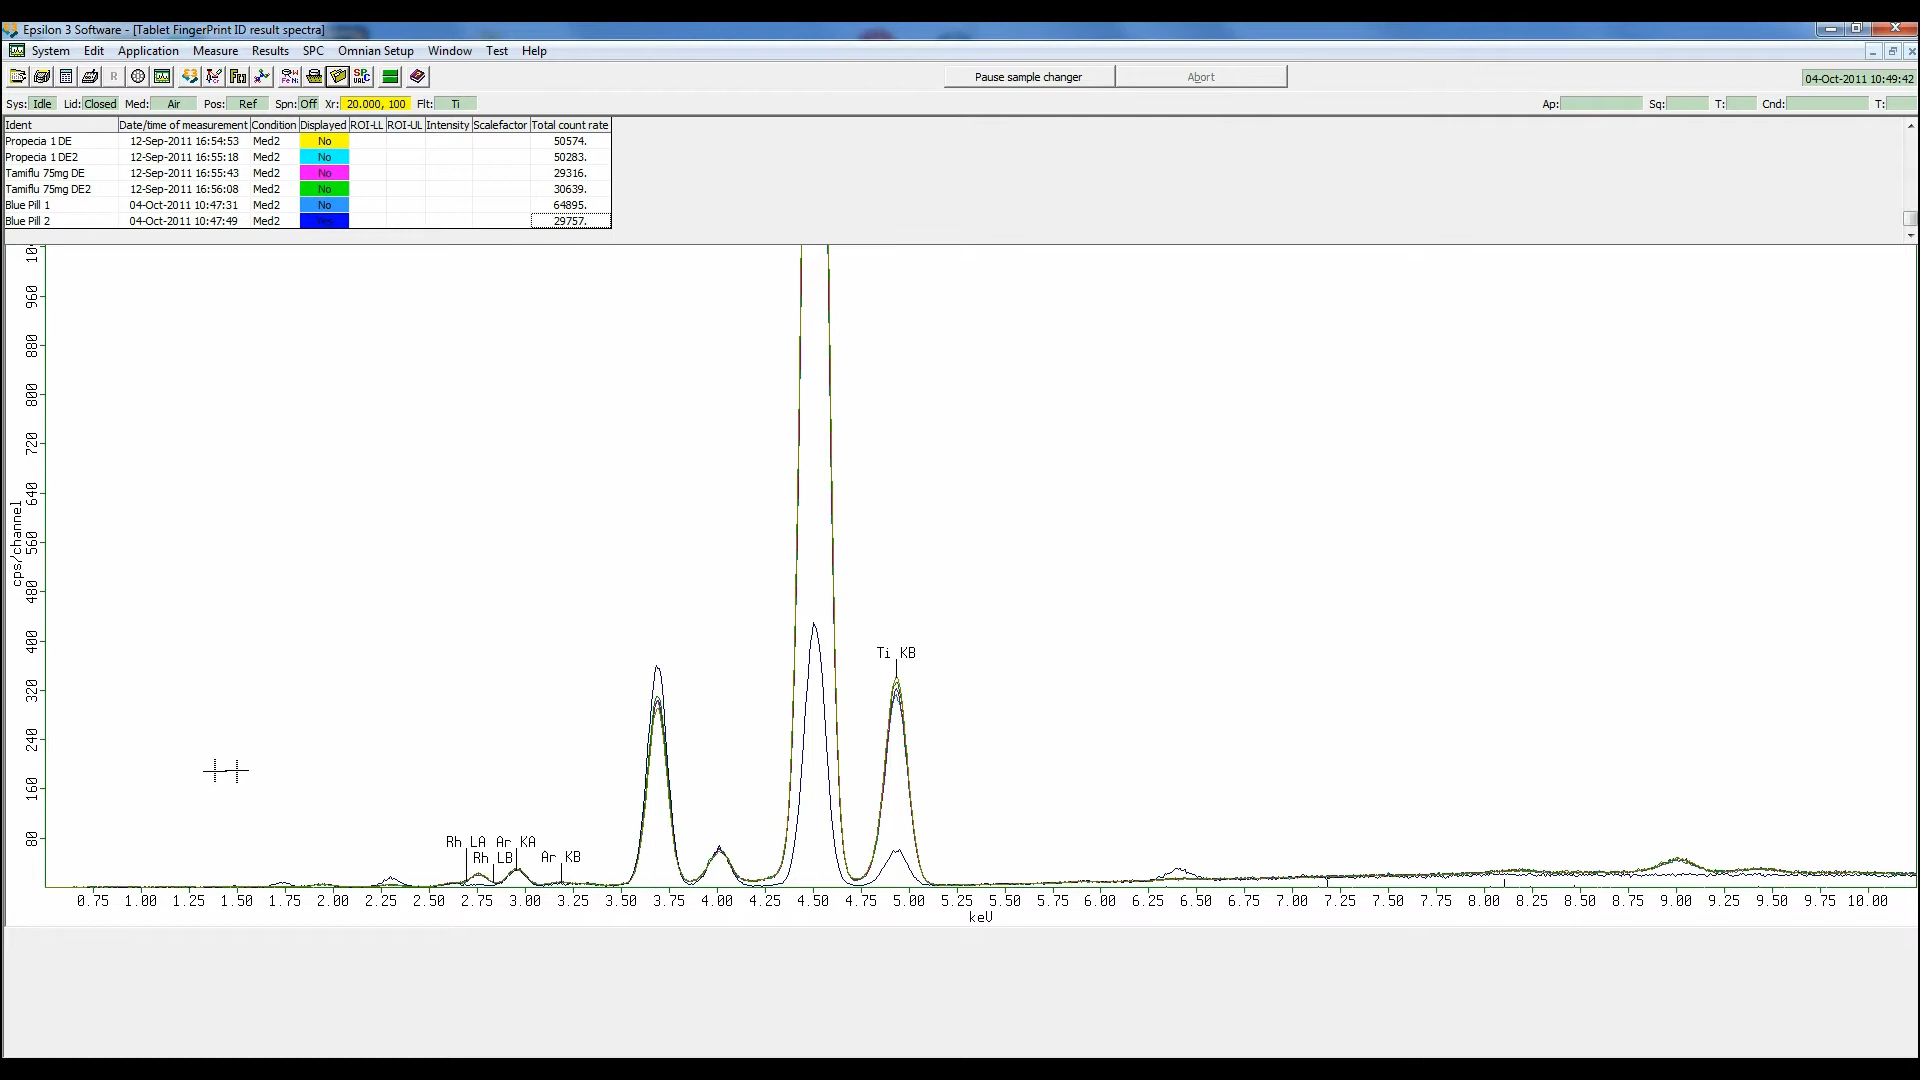 Epsilon 3 Software - [Tablet FingerPrint ID result spectra]
System Edit Application Measure Results SPC Omnian Setup Window Test Help
R SPC Pause sample changer Abort 04-Oct-2011 10:49:42
Sys: Idle Lid: Closed Med: Air Pos: Ref Spn: Off Xr: 20.000, 100 Flt: Ti Ap: Sq: T: Cnd: T:
Ident Date/time of measurement Condition Displayed ROI-LL ROI-UL Intensity Scalefactor Total count rate
Propecia 1 DE 12-Sep-2011 16:54:53 Med2 No 50574.
Propecia 1 DE2 12-Sep-2011 16:55:18 Med2 No 50283.
Tamiflu 75mg DE 12-Sep-2011 16:55:43 Med2 No 29316.
Tamiflu 75mg DE2 12-Sep-2011 16:56:08 Med2 No 30639.
Blue Pill 1 04-Oct-2011 10:47:31 Med2 No 64895.
Blue Pill 2 04-Oct-2011 10:47:49 Med2 Yes 29757.
960
880
800
720
640
560
480
400
320
240
160
80
cps/channel
Ti KB
Rh LA Ar KA
Rh LB Ar KB
0.75 1.00 1.25 1.50 1.75 2.00 2.25 2.50 2.75 3.00 3.25 3.50 3.75 4.00 4.25 4.50 4.75 5.00 5.25 5.50 5.75 6.00 6.25 6.50 6.75 7.00 7.25 7.50 7.75 8.00 8.25 8.50 8.75 9.00 9.25 9.50 9.75 10.00
keV